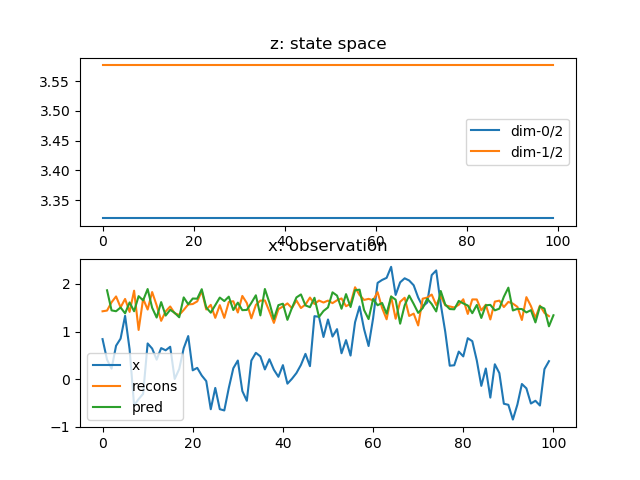 z: state space
3.55
3.50
3.45
3.40
3.35
dim-0/2
dim-1/2
0 20 40 60 80 100
x: observation
2
1
0
−1
x
recons
pred
0 20 40 60 80 100